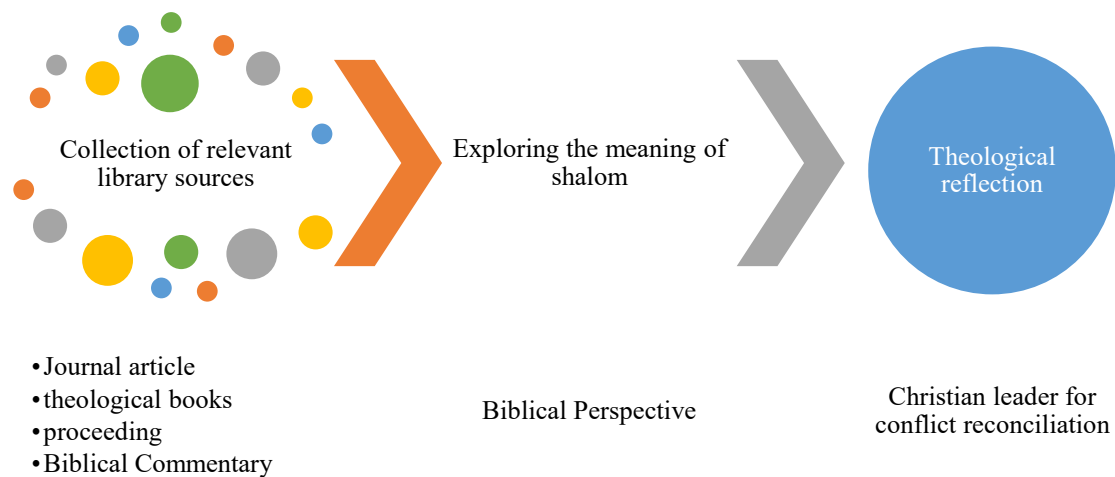 Collection of relevant
library sources
Exploring the meaning of
shalom
Theological
reflection
•Journal article
•theological books
•proceeding
•Biblical Commentary
Biblical Perspective
Christian leader for
conflict reconciliation